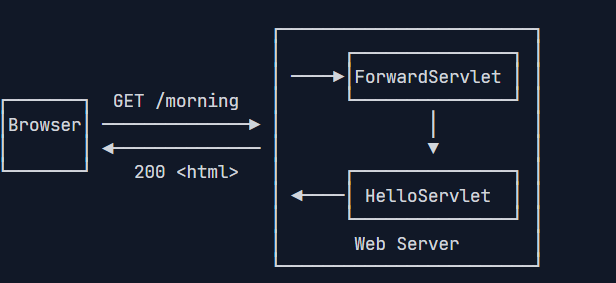 ForwardServlet
GET /morning
Browser
200 <html>
HelloServlet
Web Server